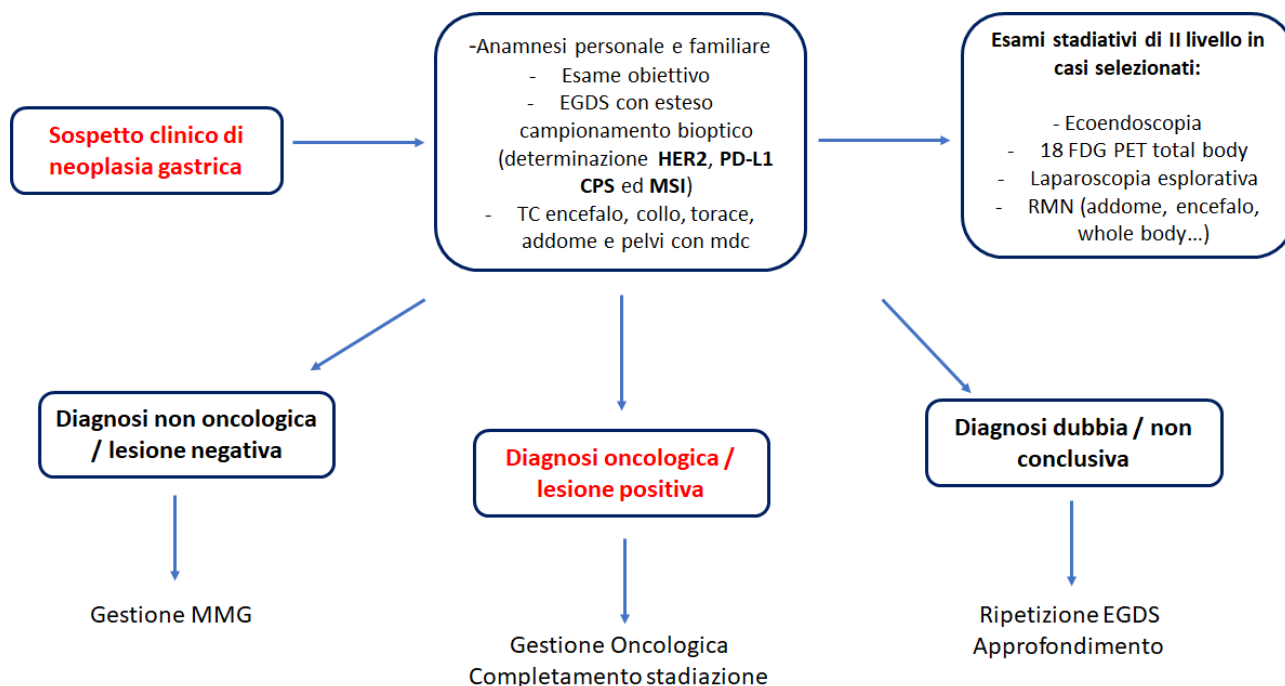 Sospetto clinico di
neoplasia gastrica
-Anamnesi personale e familiare
- Esame obiettivo
- EGDS con esteso
campionamento bioptico
(determinazione HER2, PD-L1
CPS ed MSI)
- TC encefalo, collo, torace,
addome e pelvi con mdc
Esami stadiativi di II livello in
casi selezionati:
- Ecoendoscopia
- 18 FDG PET total body
- Laparoscopia esplorativa
- RMN (addome, encefalo,
whole body...)
Diagnosi non oncologica
/ lesione negativa
Diagnosi oncologica /
lesione positiva
Diagnosi dubbia / non
conclusiva
Gestione MMG
Gestione Oncologica
Completamento stadiazione
Ripetizione EGDS
Approfondimento